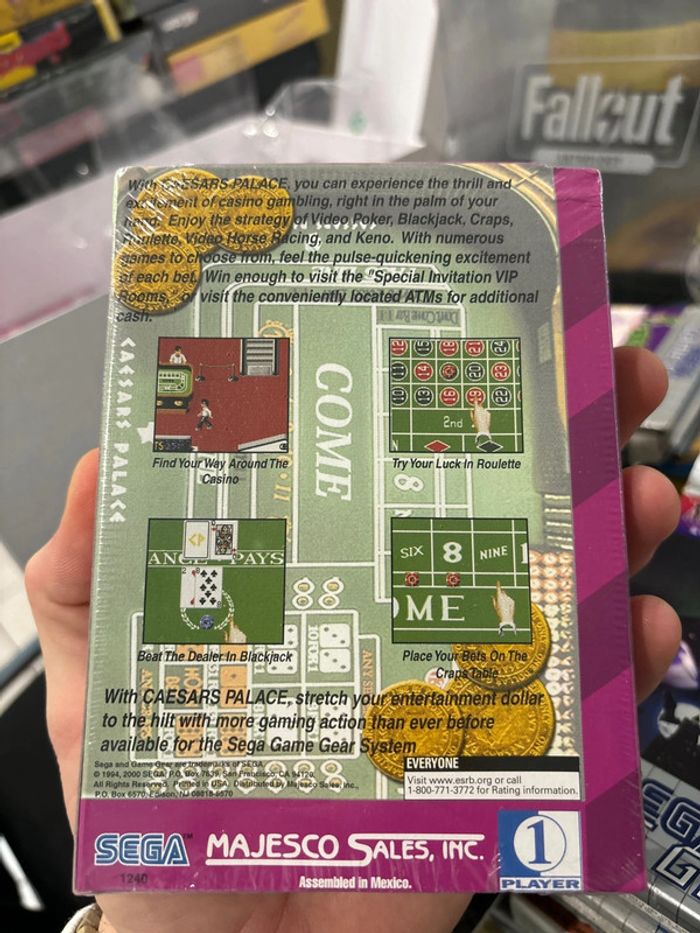 Fallout
With CAESARS PALACE, you can experience the thrill and
excitement of casino gambling, right in the palm of your
hand. Enjoy the strategy of Video Poker, Blackjack, Craps,
Roulette, Video Horse Racing, and Keno. With numerous
games to choose from, feel the pulse-quickening excitement
of each bet. Win enough to visit the "Special Invitation VIP
Rooms," or visit the conveniently located ATMs for additional
cash.
CAESARS PALACE
COME
2nd
Find Your Way Around The
Casino
Try Your Luck In Roulette
ANCE PAYS
SIX 8 NINE
OME
Beat The Dealer In Blackjack
Place Your Bets On The
Craps Table
With CAESARS PALACE, stretch your entertainment dollar
to the hilt with more gaming action than ever before
available for the Sega Game Gear System
Sega and Game Gear are trademarks of SEGA.
© 1994, 2000 SEGA. P.O. Box 7639, San Francisco, CA 94120.
All Rights Reserved. Printed in USA. Distributed by Majesco Sales, Inc.,
P.O. Box 6570, Edison, NJ 08818-6570
EVERYONE
Visit www.esrb.org or call
1-800-771-3772 for Rating information.
SEGA™
MAJESCO SALES, INC.
1
PLAYER
1240
Assembled in Mexico.